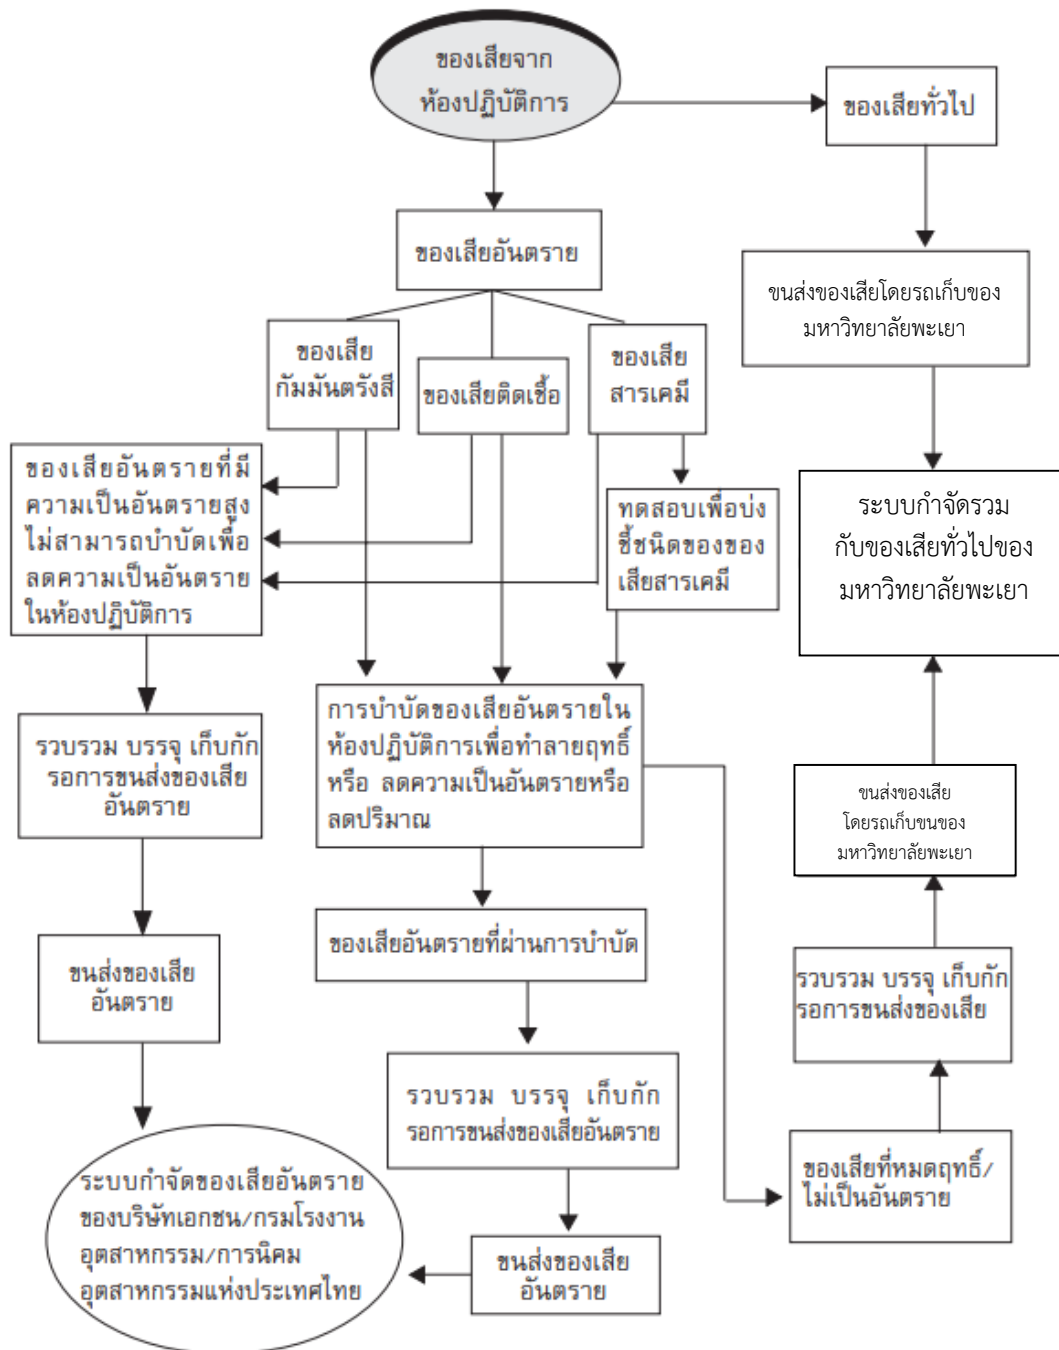 ของเสียจาก
ห้องปฏิบัติการ
ของเสียทั่วไป
ของเสียอันตราย
ขนส่งของเสียโดยรถเก็บของ
มหาวิทยาลัยพะเยา
ของเสีย
กัมมันตรังสี
ของเสียติดเชื้อ
ของเสีย
สารเคมี
ของเสียอันตรายที่มี
ความเป็นอันตรายสูง
ไม่สามารถบำบัดเพื่อ
ลดความเป็นอันตราย
ในห้องปฏิบัติการ
ทดสอบเพื่อบ่ง
ชี้ชนิดของของ
เสียสารเคมี
ระบบกำจัดรวม
กับของเสียทั่วไปของ
มหาวิทยาลัยพะเยา
การบำบัดของเสียอันตรายใน
ห้องปฏิบัติการเพื่อทำลายฤทธิ์
หรือ ลดความเป็นอันตรายหรือ
ลดปริมาณ
รวบรวม บรรจุ เก็บกัก
รอการขนส่งของเสีย
อันตราย
ขนส่งของเสีย
โดยรถเก็บขนของ
มหาวิทยาลัยพะเยา
ของเสียอันตรายที่ผ่านการบำบัด
ขนส่งของเสีย
อันตราย
รวบรวม บรรจุ เก็บกัก
รอการขนส่งของเสีย
รวบรวม บรรจุ เก็บกัก
รอการขนส่งของเสียอันตราย
ของเสียที่หมดฤทธิ์/
ไม่เป็นอันตราย
ระบบกำจัดของเสียอันตราย
ของบริษัทเอกชน/กรมโรงงาน
อุตสาหกรรม/การนิคม
อุตสาหกรรมแห่งประเทศไทย
ขนส่งของเสีย
อันตราย